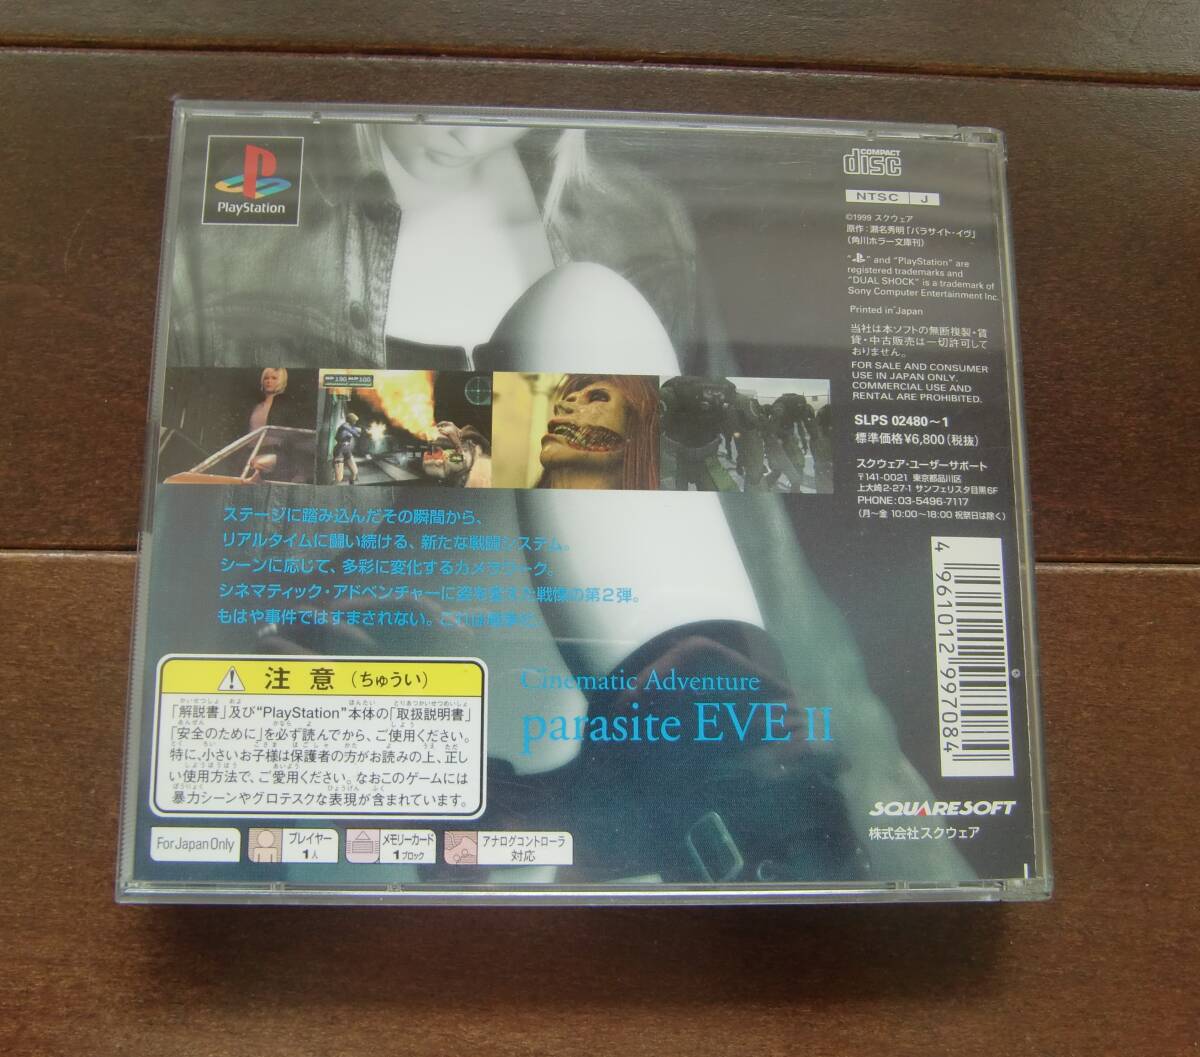 PlayStation
COMPACT
disc
NTSC J
©1999 スクウェア
原作：瀬名秀明「パラサイト・イヴ」
（角川ホラー文庫刊）
" " and "PlayStation" are
registered trademarks and
"DUAL SHOCK" is a trademark of
Sony Computer Entertainment Inc.
Printed in Japan
当社は本ソフトの無断複製・賃
貸・中古販売は一切許可して
おりません。
FOR SALE AND CONSUMER
USE IN JAPAN ONLY.
COMMERCIAL USE AND
RENTAL ARE PROHIBITED.
SLPS 02480～1
標準価格¥6,800（税抜）
スクウェア・ユーザーサポート
〒141-0021 東京都品川区
上大崎2-27-1 サンフェリスタ目黒6F
PHONE：03-5496-7117
（月～金 10:00～18:00 祝祭日は除く）
ステージに踏み込んだその瞬間から、
リアルタイムに闘い続ける、新たな戦闘システム。
シーンに応じて、多彩に変化するカメラワーク。
シネマティック・アドベンチャーに姿を変えた戦慄の第2弾。
もはや事件ではすまされない。これは戦争だ。
Cinematic Adventure
parasite EVE II
4 961012 997084
注意（ちゅうい）
「解説書」及び"PlayStation"本体の「取扱説明書」
「安全のために」を必ず読んでから、ご使用ください。
特に、小さいお子様は保護者の方がお読みの上、正し
い使用方法で、ご愛用ください。なおこのゲームには
暴力シーンやグロテスクな表現が含まれています。
For Japan Only
プレイヤー
1人
メモリーカード
1ブロック
アナログコントローラ
対応
SQUARESOFT
株式会社スクウェア